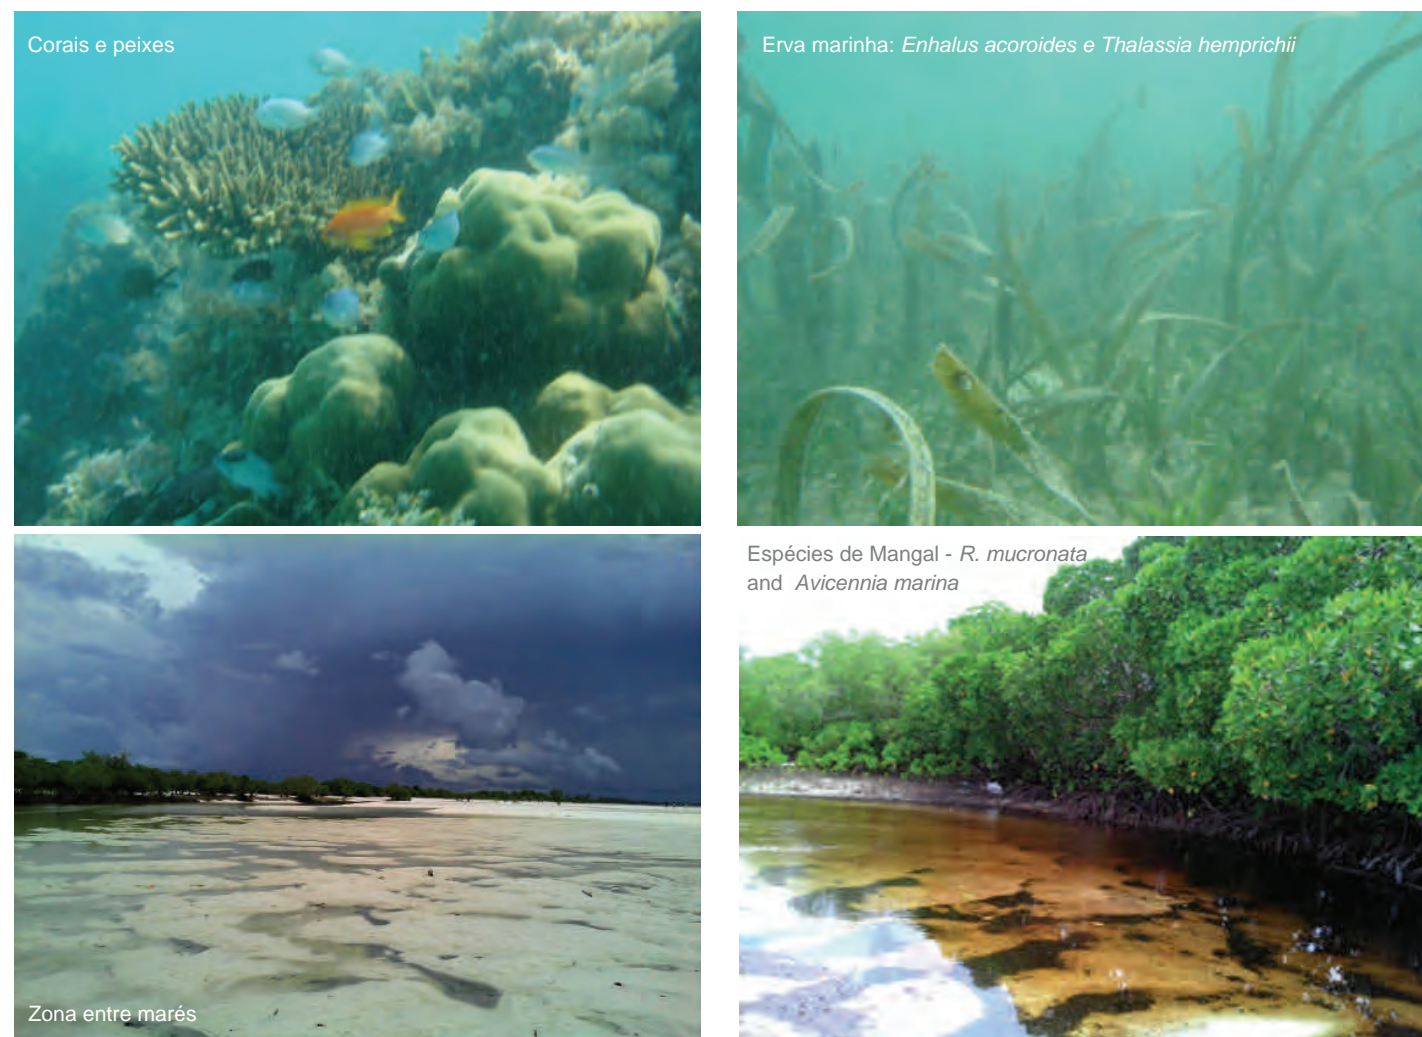 Corais e peixes
Erva marinha: Enhalus acoroides e Thalassia hemprichii
Espécies de Mangal - R. mucronata
and Avicennia marina
Zona entre marés